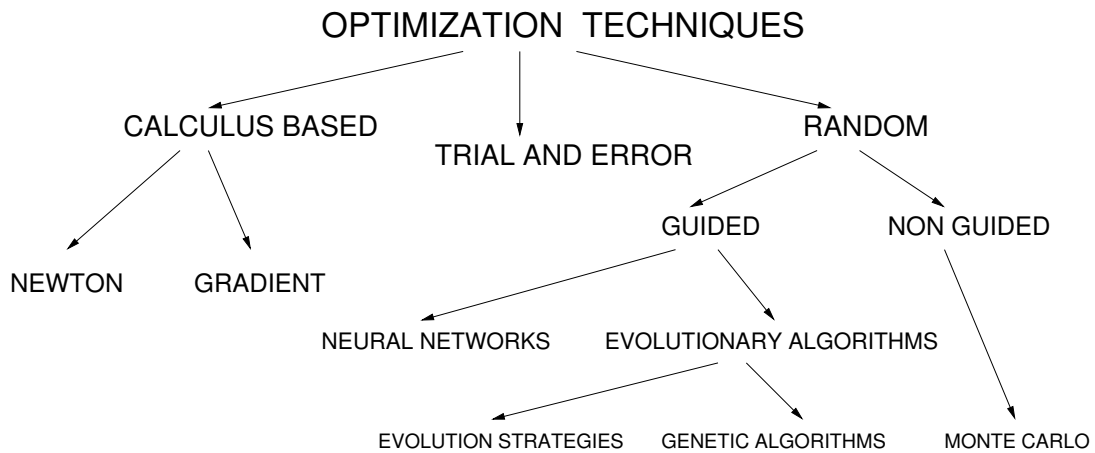 OPTIMIZATION TECHNIQUES
CALCULUS BASED
TRIAL AND ERROR
RANDOM
GUIDED
NON GUIDED
NEWTON
GRADIENT
NEURAL NETWORKS
EVOLUTIONARY ALGORITHMS
EVOLUTION STRATEGIES
GENETIC ALGORITHMS
MONTE CARLO